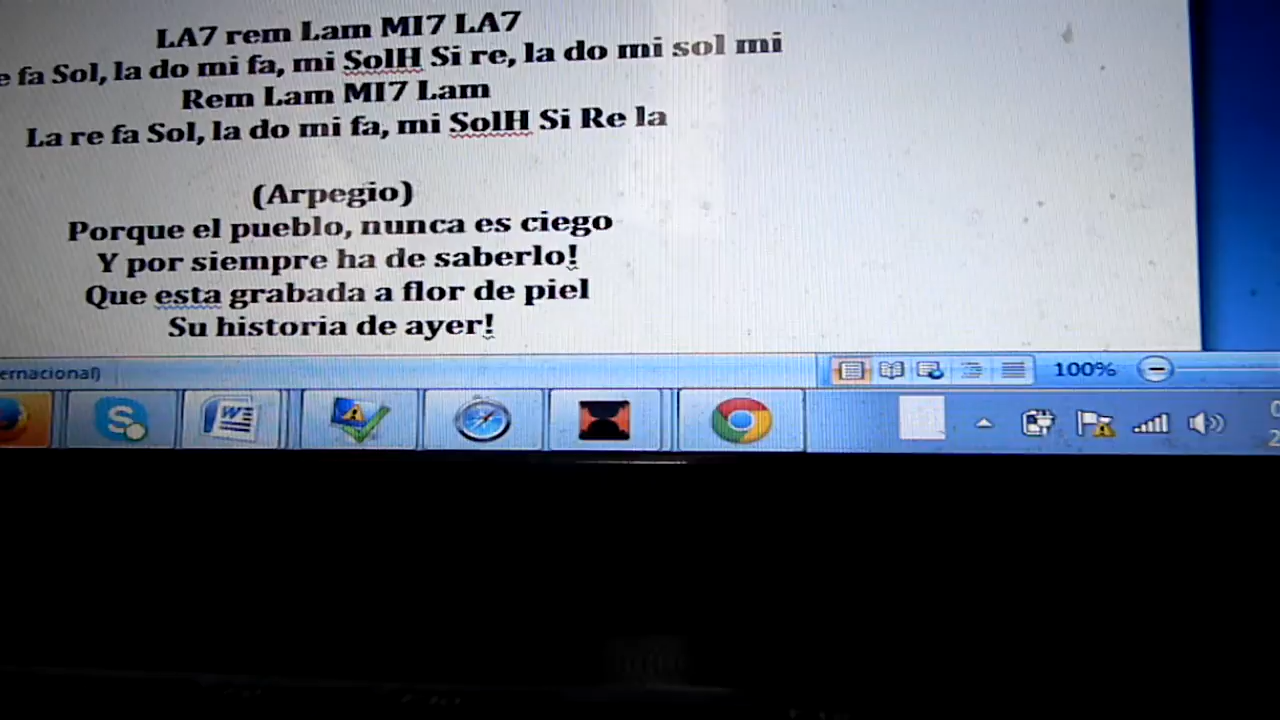 LA7 rem Lam MI7 LA7
e fa Sol, la do mi fa, mi SolH Si re, la do mi sol mi
Rem Lam MI7 Lam
La re fa Sol, la do mi fa, mi SolH Si Re la
(Arpegio)
Porque el pueblo, nunca es ciego
Y por siempre ha de saberlo!
Que esta grabada a flor de piel
Su historia de ayer!
ernacional)
100%